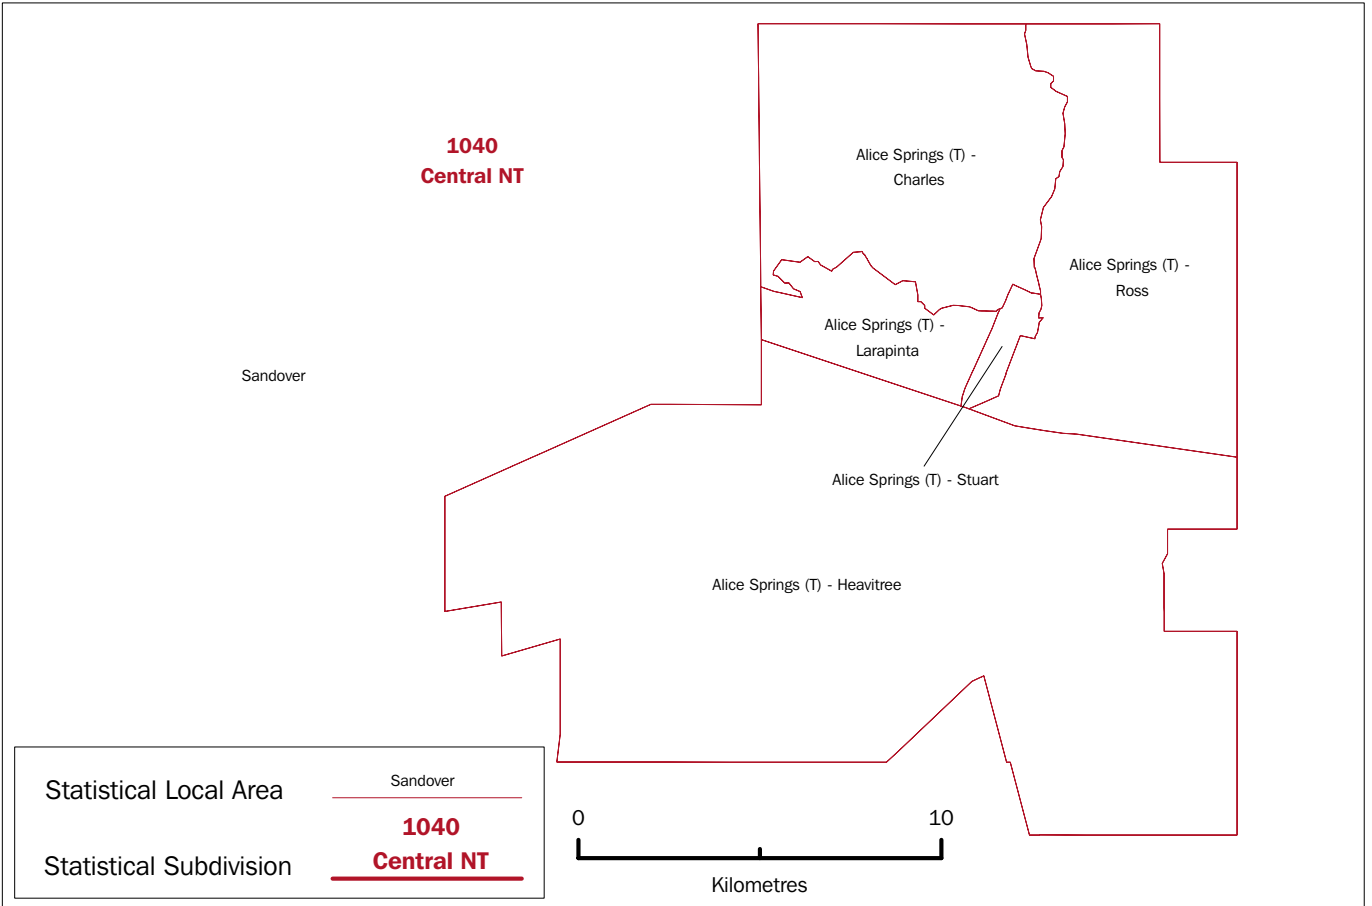 1040
Central NT
Alice Springs (T) -
Charles
Alice Springs (T) -
Ross
Alice Springs (T) -
Larapinta
Sandover
Alice Springs (T) - Stuart
Alice Springs (T) - Heavitree
Statistical Local Area
Sandover
1040
Statistical Subdivision
Central NT
0
10
Kilometres